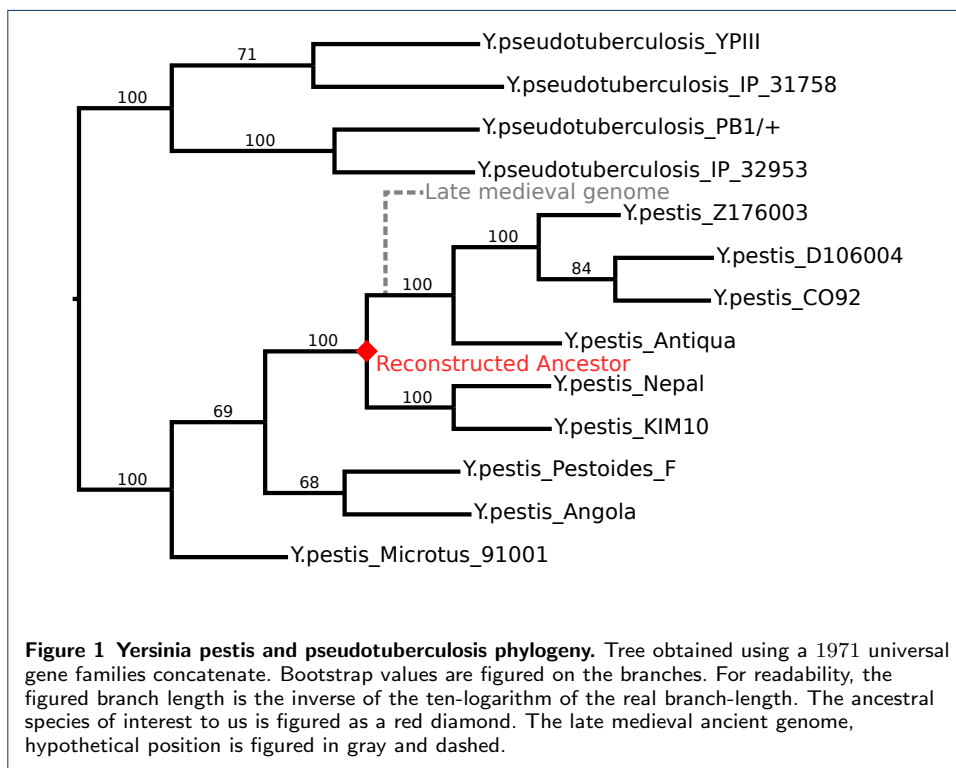 Y.pseudotuberculosis_YPIII
71
Y.pseudotuberculosis_IP_31758
100
Y.pseudotuberculosis_PB1/+
100
Y.pseudotuberculosis_IP_32953
Late medieval genome
Y.pestis_Z176003
100
Y.pestis_D106004
84
100
Y.pestis_CO92
100
Y.pestis_Antiqua
Reconstructed Ancestor
Y.pestis_Nepal
100
69
Y.pestis_KIM10
Y.pestis_Pestoides_F
100
68
Y.pestis_Angola
Y.pestis_Microtus_91001
Figure 1 Yersinia pestis and pseudotuberculosis phylogeny. Tree obtained using a 1971 universal
gene families concatenate. Bootstrap values are figured on the branches. For readability, the
figured branch length is the inverse of the ten-logarithm of the real branch-length. The ancestral
species of interest to us is figured as a red diamond. The late medieval ancient genome,
hypothetical position is figured in gray and dashed.